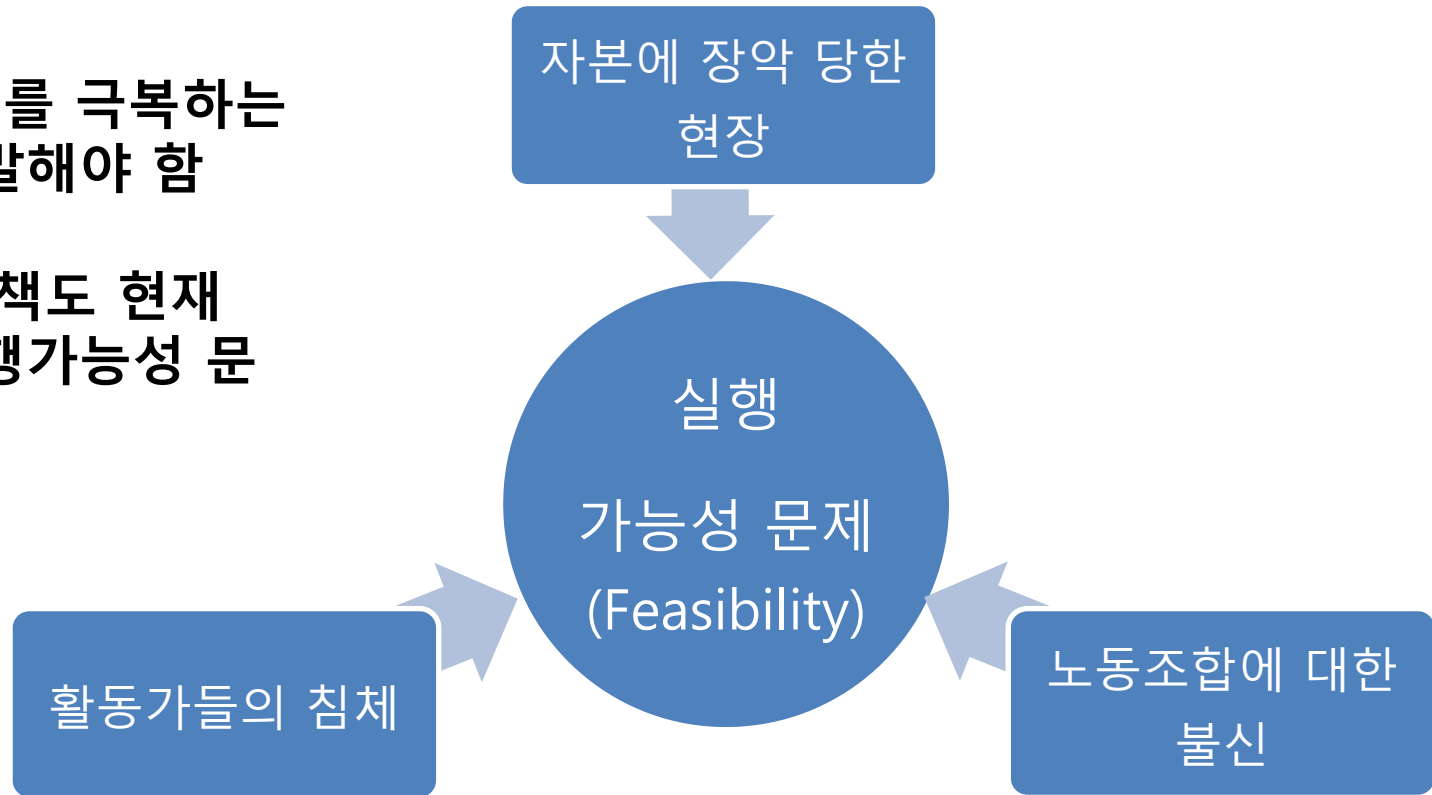 자본에 장악 당한
현장
를 극복하는
해야 함
책도 현재
행가능성 문
실행
가능성 문제
(Feasibility)
활동가들의 침체
노동조합에 대한
불신